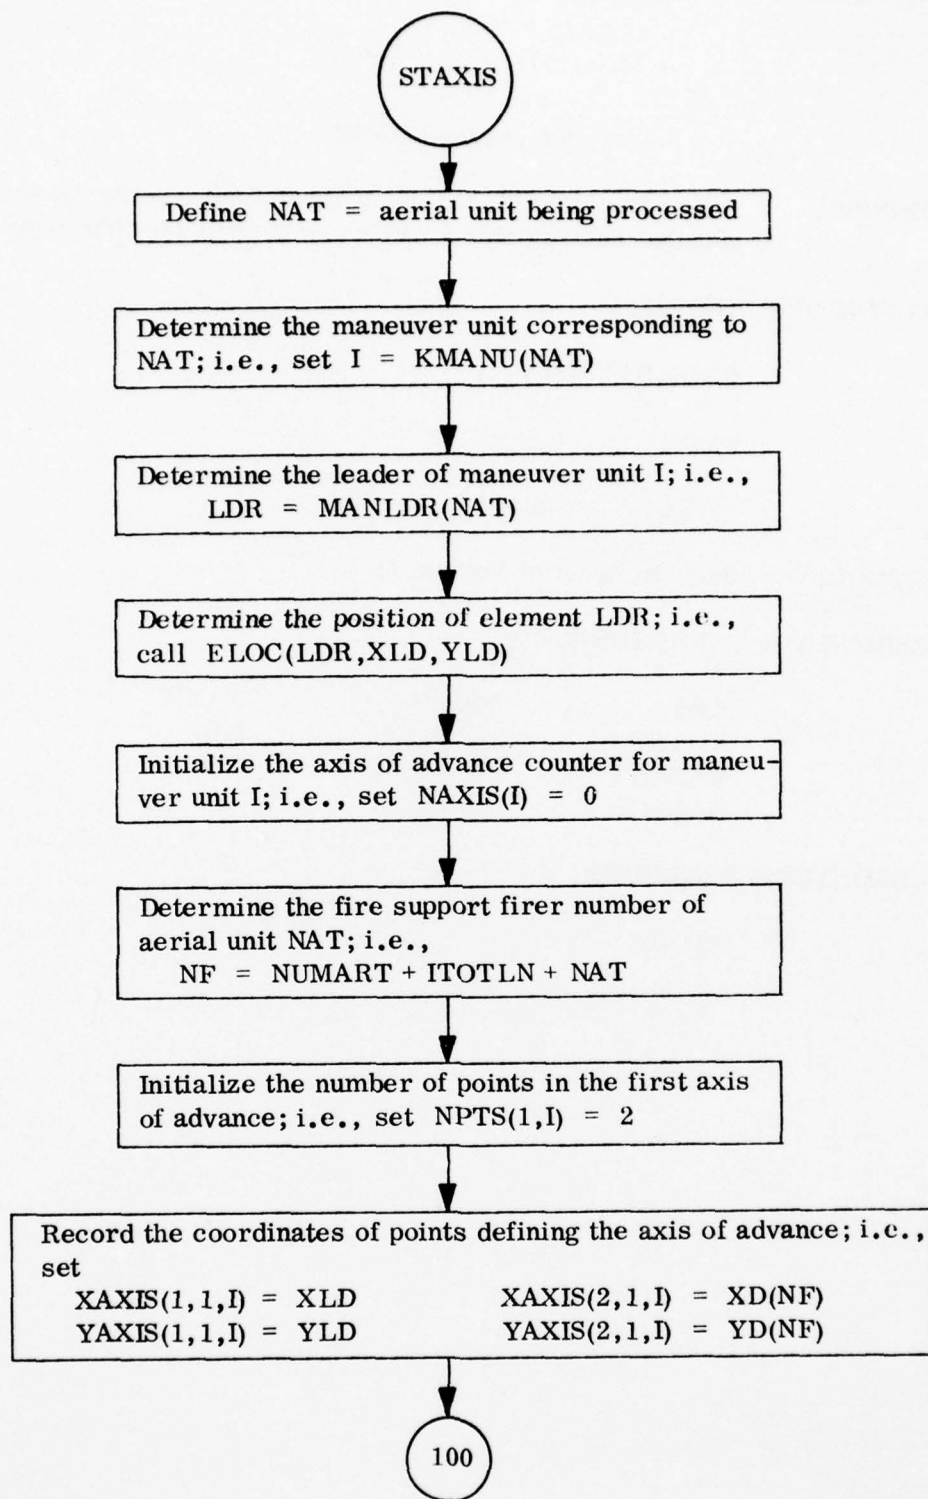 STAXIS
Define NAT = aerial unit being processed
Determine the maneuver unit corresponding to
NAT; i.e., set I = KMANU(NAT)
Determine the leader of maneuver unit I; i.e.,
LDR = MANLDR(NAT)
Determine the position of element LDR; i.e.,
call ELOC(LDR,XLD,YLD)
Initialize the axis of advance counter for maneu-
ver unit I; i.e., set NAXIS(I) = 0
Determine the fire support firer number of
aerial unit NAT; i.e.,
NF = NUMART + ITOTLN + NAT
Initialize the number of points in the first axis
of advance; i.e., set NPTS(1,I) = 2
Record the coordinates of points defining the axis of advance; i.e.,
set
XAXIS(1,1,I) = XLD XAXIS(2,1,I) = XD(NF)
YAXIS(1,1,I) = YLD YAXIS(2,1,I) = YD(NF)
100